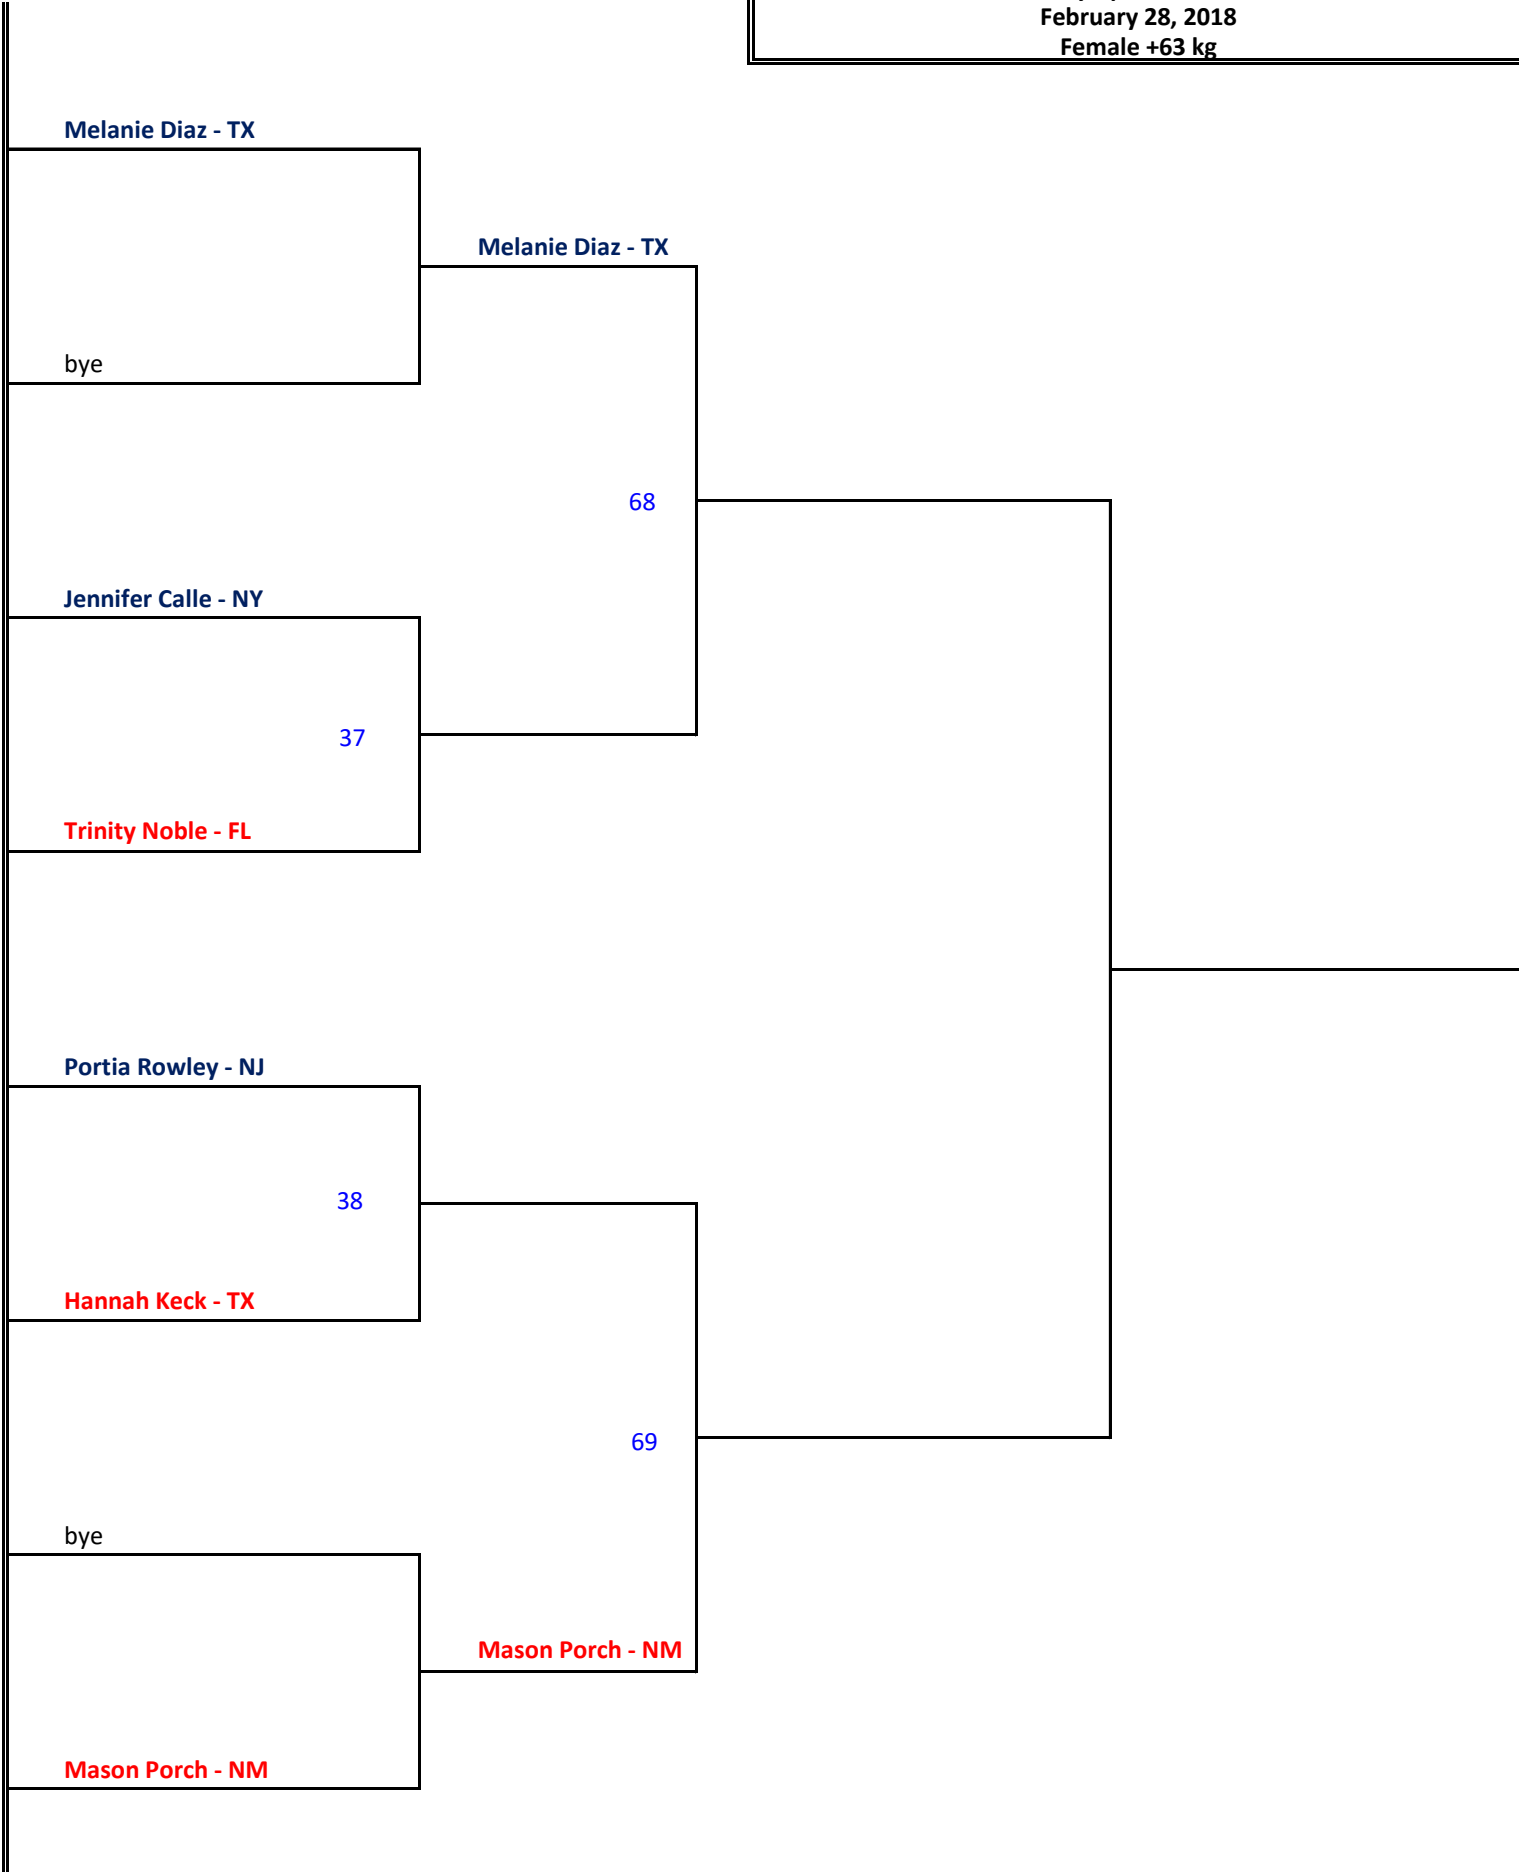 February 28, 2018
Female +63 kg
Melanie Diaz - TX
Melanie Diaz - TX
bye
68
Jennifer Calle - NY
37
Trinity Noble - FL
Portia Rowley - NJ
38
Hannah Keck - TX
69
bye
Mason Porch - NM
Mason Porch - NM